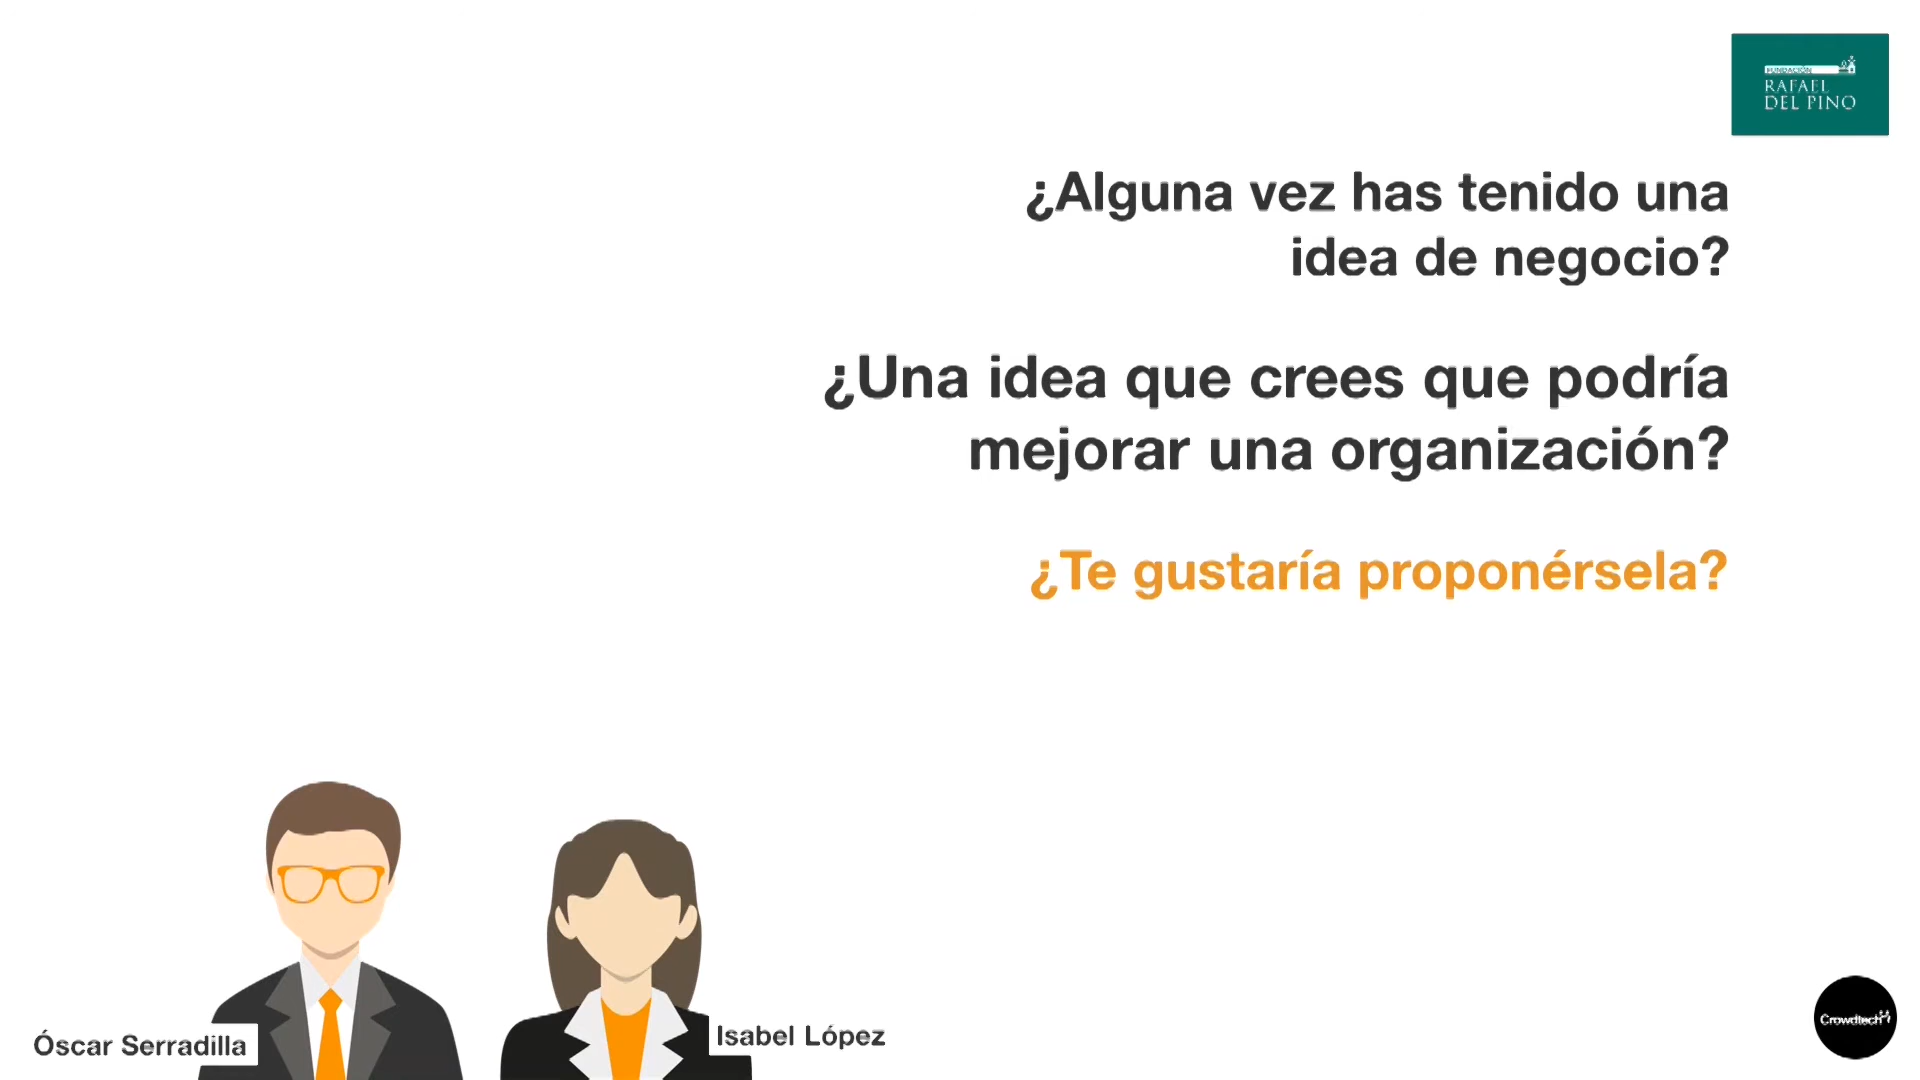 FUNDACIÓN
RAFAEL
DEL PINO
¿Alguna vez has tenido una
idea de negocio?
¿Una idea que crees que podría
mejorar una organización?
¿Te gustaría proponérsela?
Óscar Serradilla
Isabel López
Crowdtech